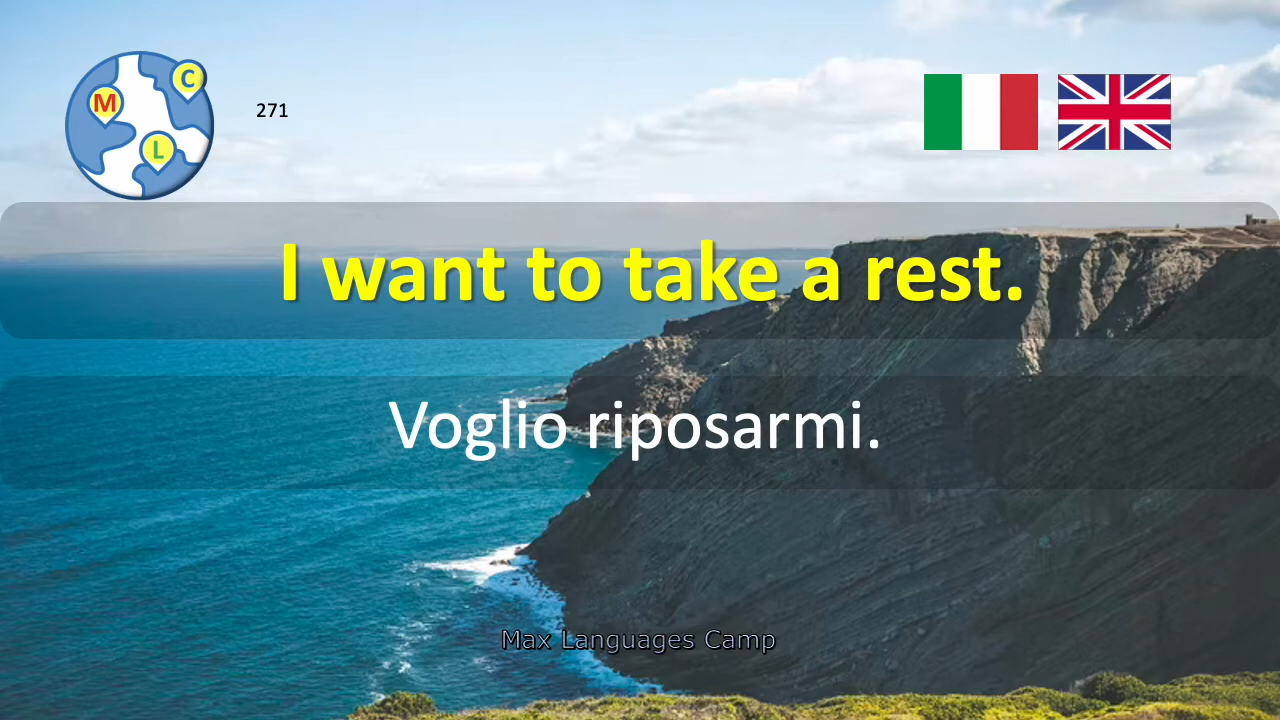 M C L
271
I want to take a rest.
Voglio riposarmi.
Max Languages Camp